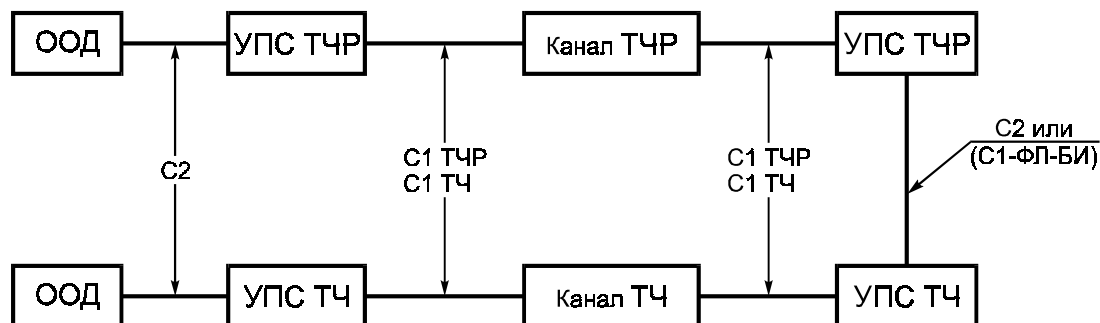 ООД
УПС ТЧР
Канал ТЧР
УПС ТЧР
С2
С1 ТЧР
С1 ТЧ
С1 ТЧР
С1 ТЧ
С2 или
(С1-ФЛ-БИ)
ООД
УПС ТЧ
Канал ТЧ
УПС ТЧ